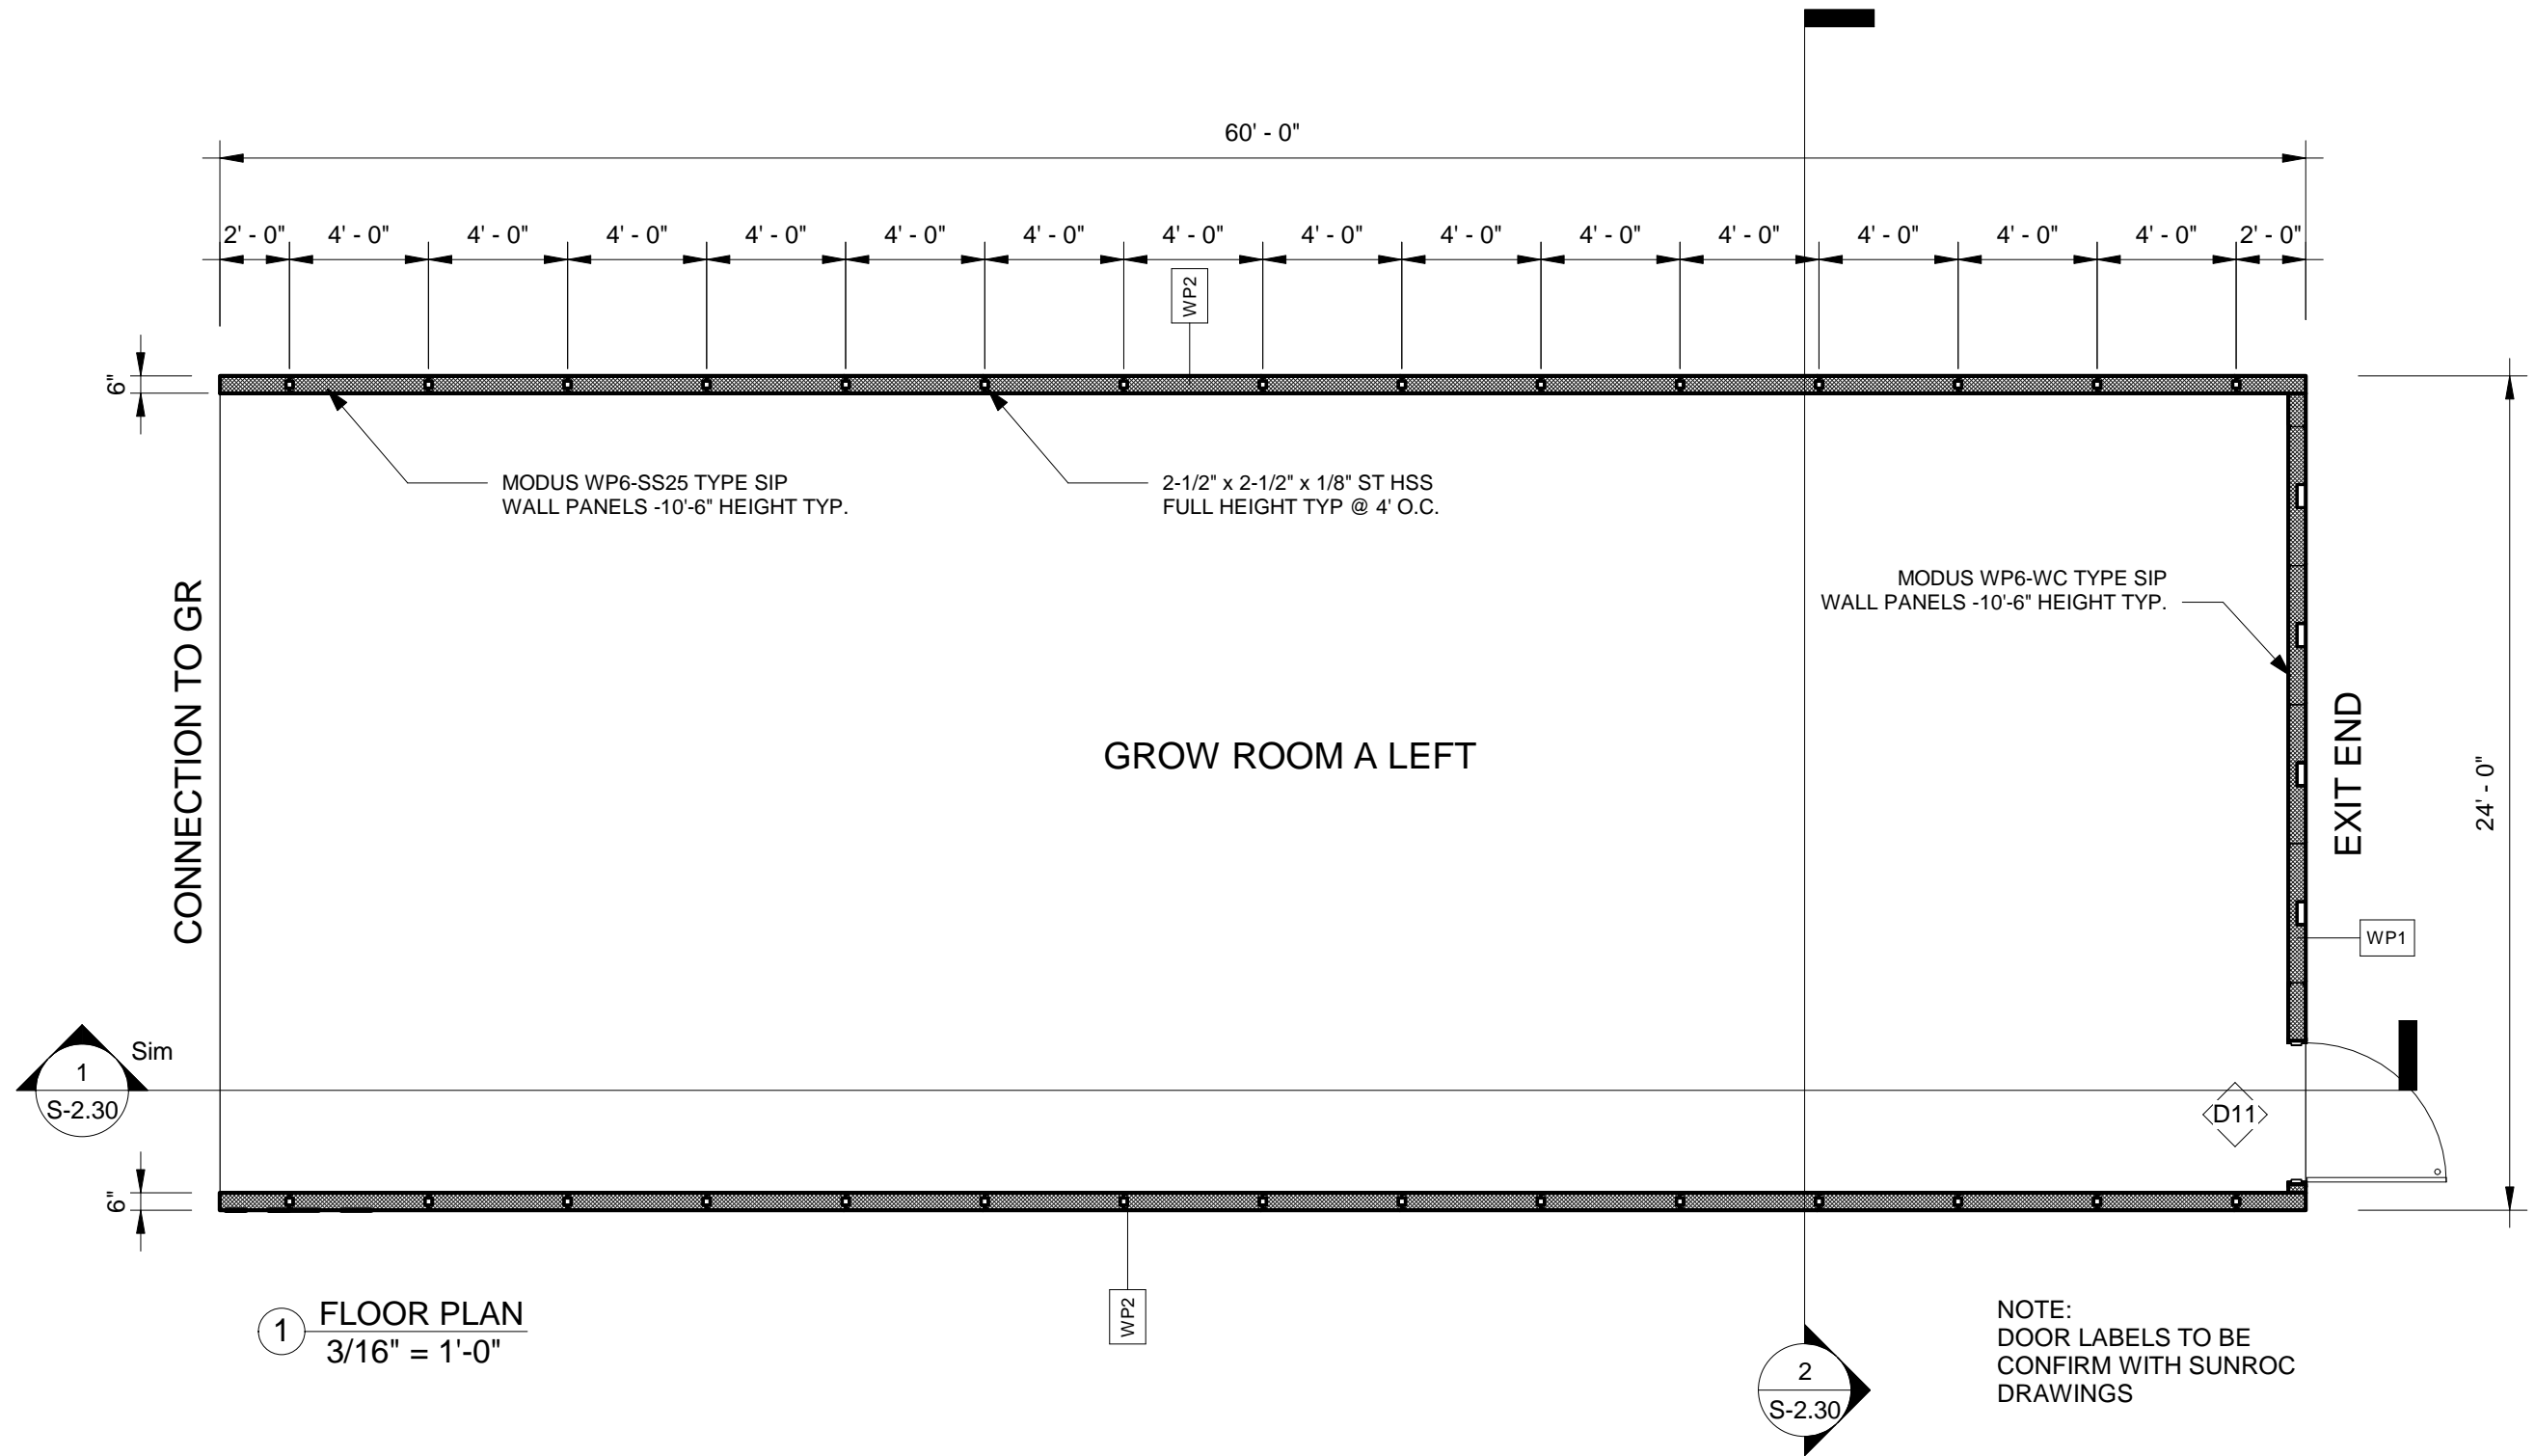 60' - 0"
2' - 0" 4' - 0" 4' - 0" 4' - 0" 4' - 0" 4' - 0" 4' - 0" 4' - 0" 4' - 0" 4' - 0" 4' - 0" 4' - 0" 4' - 0" 4' - 0" 4' - 0" 2' - 0"
WP2
6"
MODUS WP6-SS25 TYPE SIP
WALL PANELS -10'-6" HEIGHT TYP.
2-1/2" x 2-1/2" x 1/8" ST HSS
FULL HEIGHT TYP @ 4' O.C.
MODUS WP6-WC TYPE SIP
WALL PANELS -10'-6" HEIGHT TYP.
CONNECTION TO GR
GROW ROOM A LEFT
EXIT END
24' - 0"
WP1
Sim
1
S-2.30
D11
6"
WP2
1
FLOOR PLAN
3/16" = 1'-0"
2
S-2.30
NOTE:
DOOR LABELS TO BE
CONFIRM WITH SUNROC
DRAWINGS